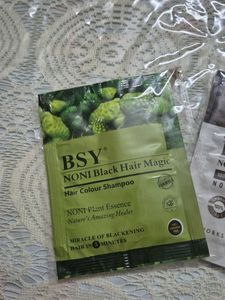 BSY®
NONI Black Hair Magic
Hair Colour Shampoo
NONI Plant Essence
Nature's Amazing Healer
MIRACLE OF BLACKENING
HAIR IN 5 MINUTES